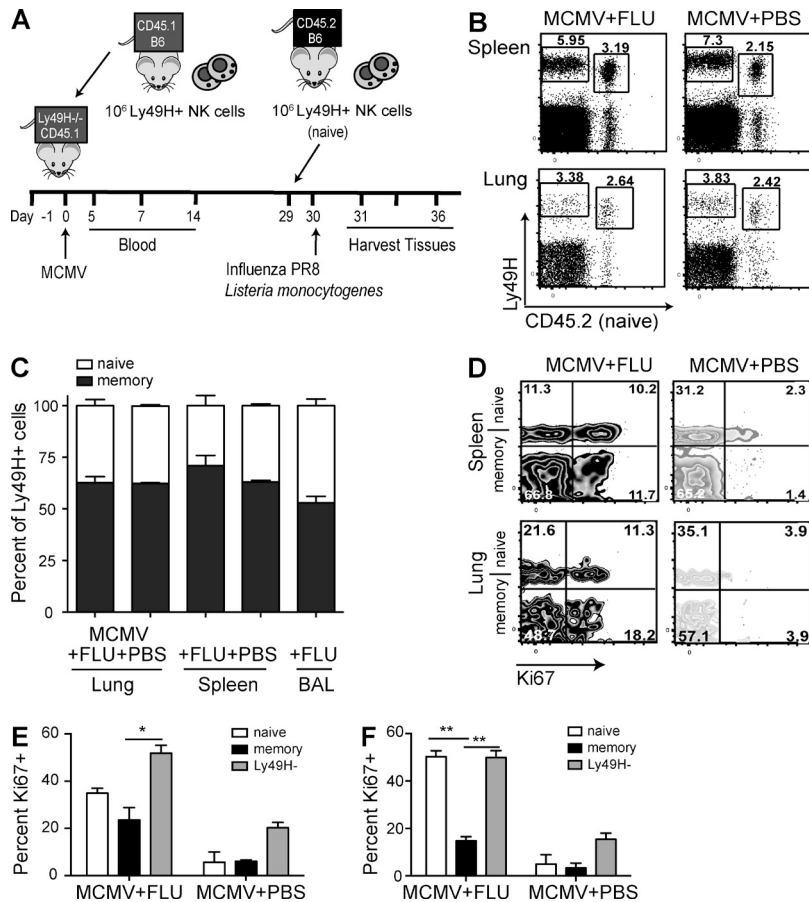 A
CD45.1
B6
CD45.2
B6
10⁶ Ly49H+ NK cells
10⁶ Ly49H+ NK cells
(naive)
Ly49H-/-
CD45.1
Day -1 0 5 7 14 29 30 31 36
MCMV
Blood
Influenza PR8
Listeria monocytogenes
Harvest Tissues
B
MCMV+FLU MCMV+PBS
Spleen
5.95 3.19 7.3 2.15
Lung
3.38 2.64 3.83 2.42
Ly49H
CD45.2 (naive)
C
naive
memory
Percent of Ly49H+ cells
100
75
50
25
0
MCMV
+FLU +PBS +FLU +PBS +FLU
Lung Spleen BAL
D
MCMV+FLU MCMV+PBS
Spleen
memory | naive
11.3 10.2 31.2 2.3
66.8 11.7 65.2 1.4
Lung
memory | naive
21.6 11.3 35.1 3.9
48.7 18.2 57.1 3.9
Ki67
E
naive
memory
Ly49H-
*
Percent Ki67+
60
40
20
0
MCMV+FLU MCMV+PBS
F
naive
memory
Ly49H-
** **
Percent Ki67+
60
40
20
0
MCMV+FLU MCMV+PBS